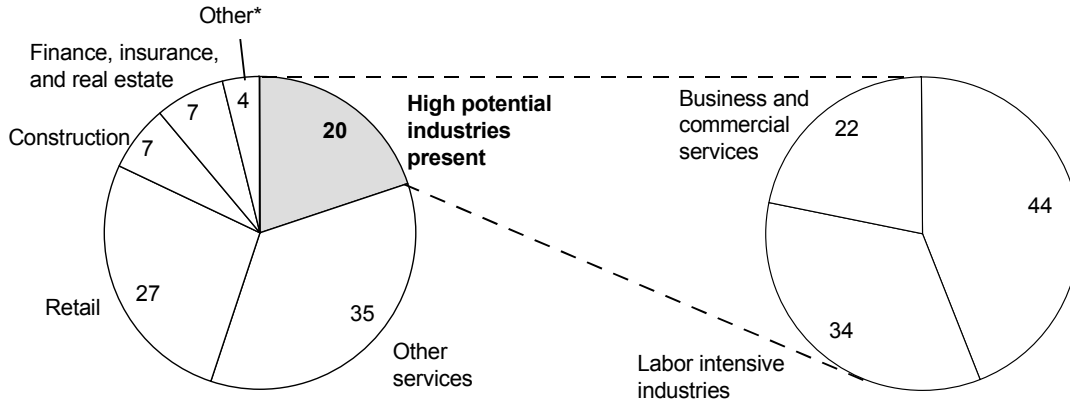 Other*
Finance, insurance,
and real estate
4
7
Construction
7
20
High potential
industries
present
Retail
27
35
Other
services
Business and
commercial
services
22
44
34
Labor intensive
industries